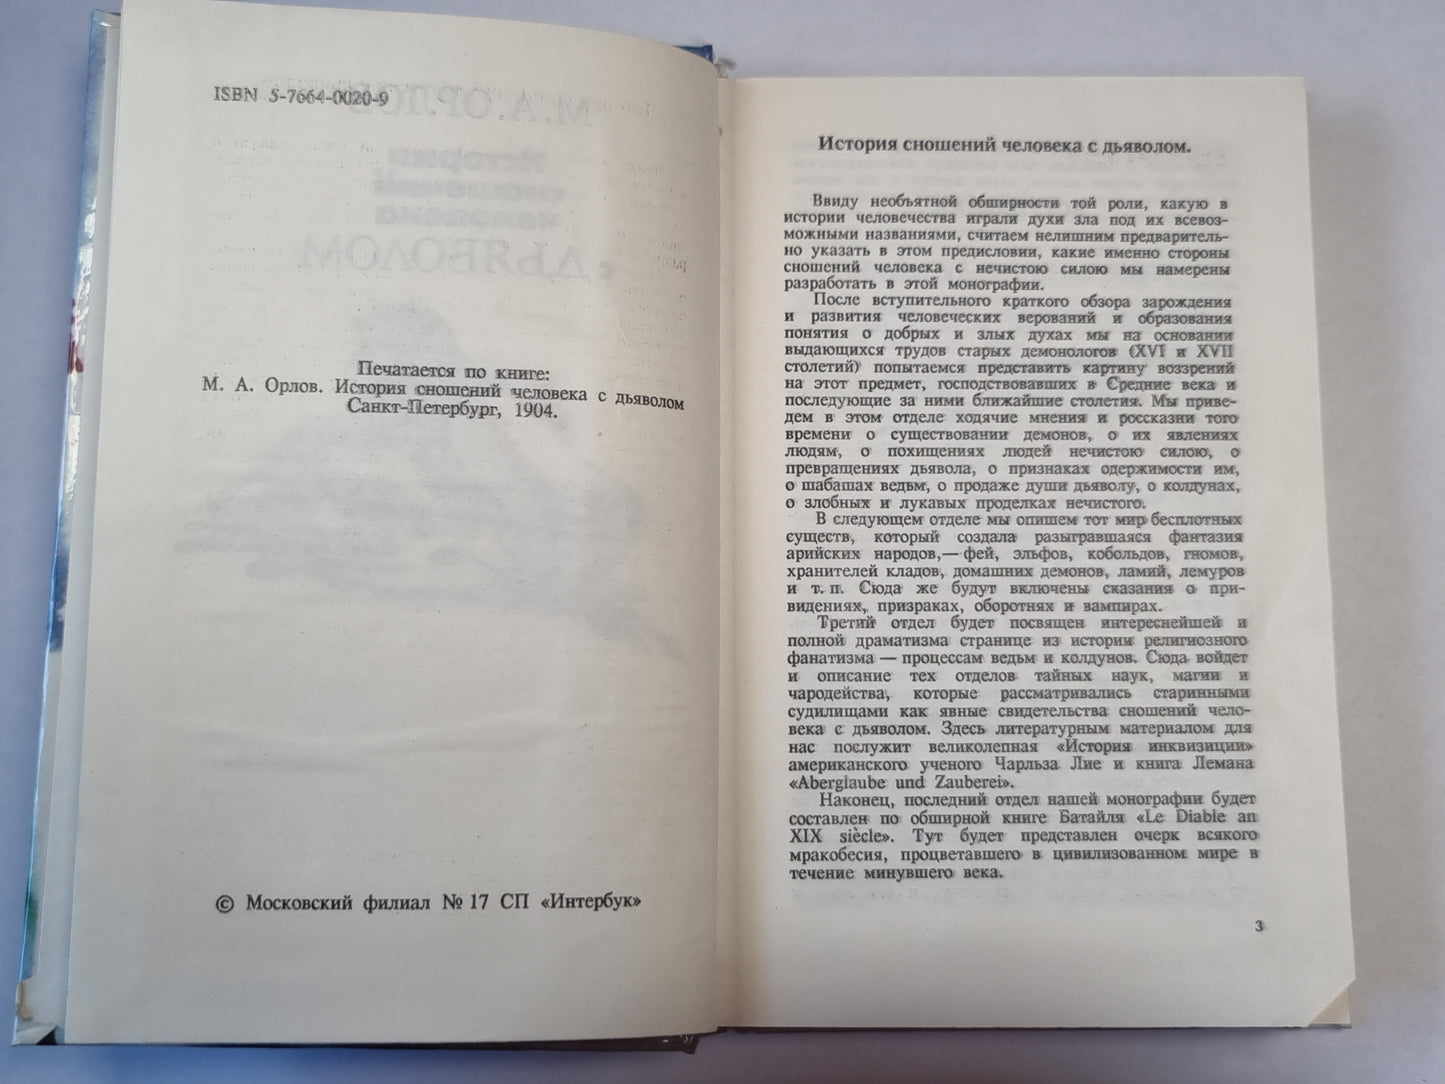 ISBN 5-7664-0020-9
Печатается по книге:
М. А. Орлов. История сношений человека с дьяволом
Санкт-Петербург, 1904.
© Московский филиал № 17 СП «Интербук»
История сношений человека с дьяволом.
Ввиду необъятной обширности той роли, какую в
истории человечества играли духи зла под их всевоз-
можными названиями, считаем нелишним предваритель-
но указать в этом предисловии, какие именно стороны
сношений человека с нечистою силою мы намерены
разработать в этой монографии.
После вступительного краткого обзора зарождения
и развития человеческих верований и образования
понятия о добрых и злых духах мы на основании
выдающихся трудов старых демонологов (XVI и XVII
столетий) попытаемся представить картину воззрений
на этот предмет, господствовавших в Средние века и
последующие за ними ближайшие столетия. Мы приве-
дем в этом отделе ходячие мнения и россказни того
времени о существовании демонов, о их явлениях
людям, о похищениях людей нечистою силою, о
превращениях дьявола, о признаках одержимости им,
о шабашах ведьм, о продаже души дьяволу, о колдунах,
о злобных и лукавых проделках нечистого.
В следующем отделе мы опишем тот мир бесплотных
существ, который создала разыгравшаяся фантазия
арийских народов,— фей, эльфов, кобольдов, гномов,
хранителей кладов, домашних демонов, ламий, лемуров
и т. п. Сюда же будут включены сказания о при-
видениях, призраках, оборотнях и вампирах.
Третий отдел будет посвящен интереснейшей и
полной драматизма странице из истории религиозного
фанатизма — процессам ведьм и колдунов. Сюда войдет
и описание тех отделов тайных наук, магии и
чародейства, которые рассматривались старинными
судилищами как явные свидетельства сношений чело-
века с дьяволом. Здесь литературным материалом для
нас послужит великолепная «История инквизиции»
американского ученого Чарльза Лие и книга Лемана
«Aberglaube und Zauberei».
Наконец, последний отдел нашей монографии будет
составлен по обширной книге Батайля «Le Diable an
XIX siècle». Тут будет представлен очерк всякого
мракобесия, процветавшего в цивилизованном мире в
течение минувшего века.
3